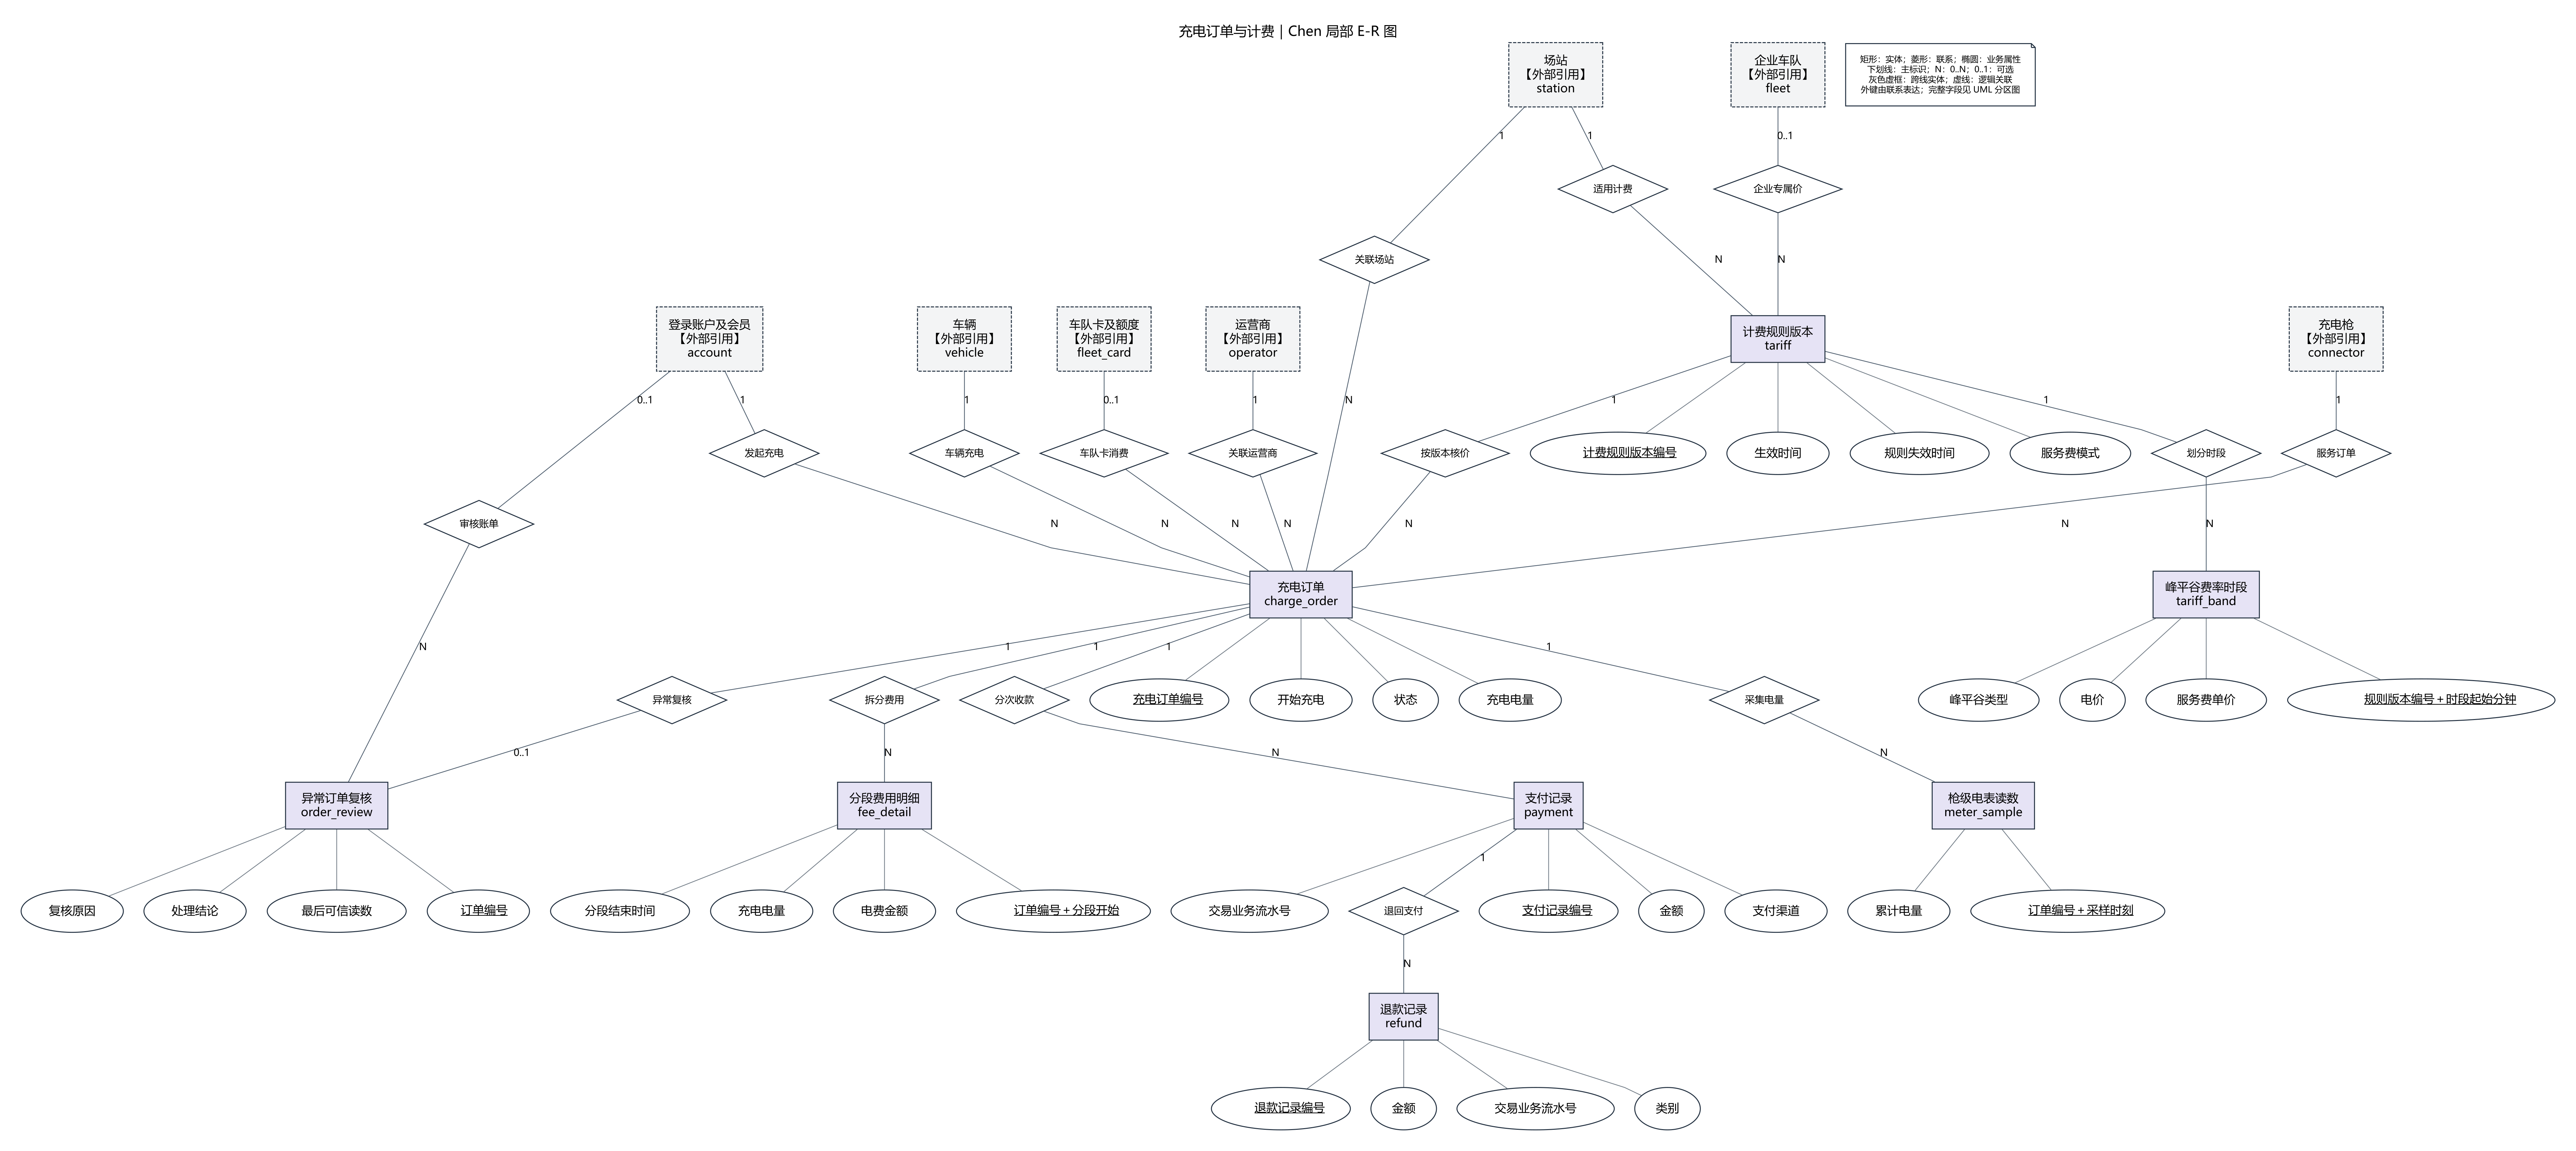 充电订单与计费 | Chen 局部 E-R 图
场站
【外部引用】
station
企业车队
【外部引用】
fleet
矩形：实体；菱形：联系；椭圆：业务属性
下划线：主标识；N：0..N；0..1：可选
灰色虚框：跨线实体；虚线：逻辑关联
外键由联系表达；完整字段见 UML 分区图
1
1
0..1
适用计费
企业专属价
关联场站
N
N
登录账户及会员
【外部引用】
account
车辆
【外部引用】
vehicle
车队卡及额度
【外部引用】
fleet_card
运营商
【外部引用】
operator
计费规则版本
tariff
充电枪
【外部引用】
connector
0..1
1
1
0..1
1
N
1
1
1
发起充电
车辆充电
车队卡消费
关联运营商
按版本核价
计费规则版本编号
生效时间
规则失效时间
服务费模式
划分时段
服务订单
审核账单
N
N
N
N
N
N
N
充电订单
charge_order
峰平谷费率时段
tariff_band
N
1
1
1
1
异常复核
拆分费用
分次收款
充电订单编号
开始充电
状态
充电电量
采集电量
峰平谷类型
电价
服务费单价
规则版本编号＋时段起始分钟
0..1
N
N
N
异常订单复核
order_review
分段费用明细
fee_detail
支付记录
payment
枪级电表读数
meter_sample
1
复核原因
处理结论
最后可信读数
订单编号
分段结束时间
充电电量
电费金额
订单编号＋分段开始
交易业务流水号
退回支付
支付记录编号
金额
支付渠道
累计电量
订单编号＋采样时刻
N
退款记录
refund
退款记录编号
金额
交易业务流水号
类别